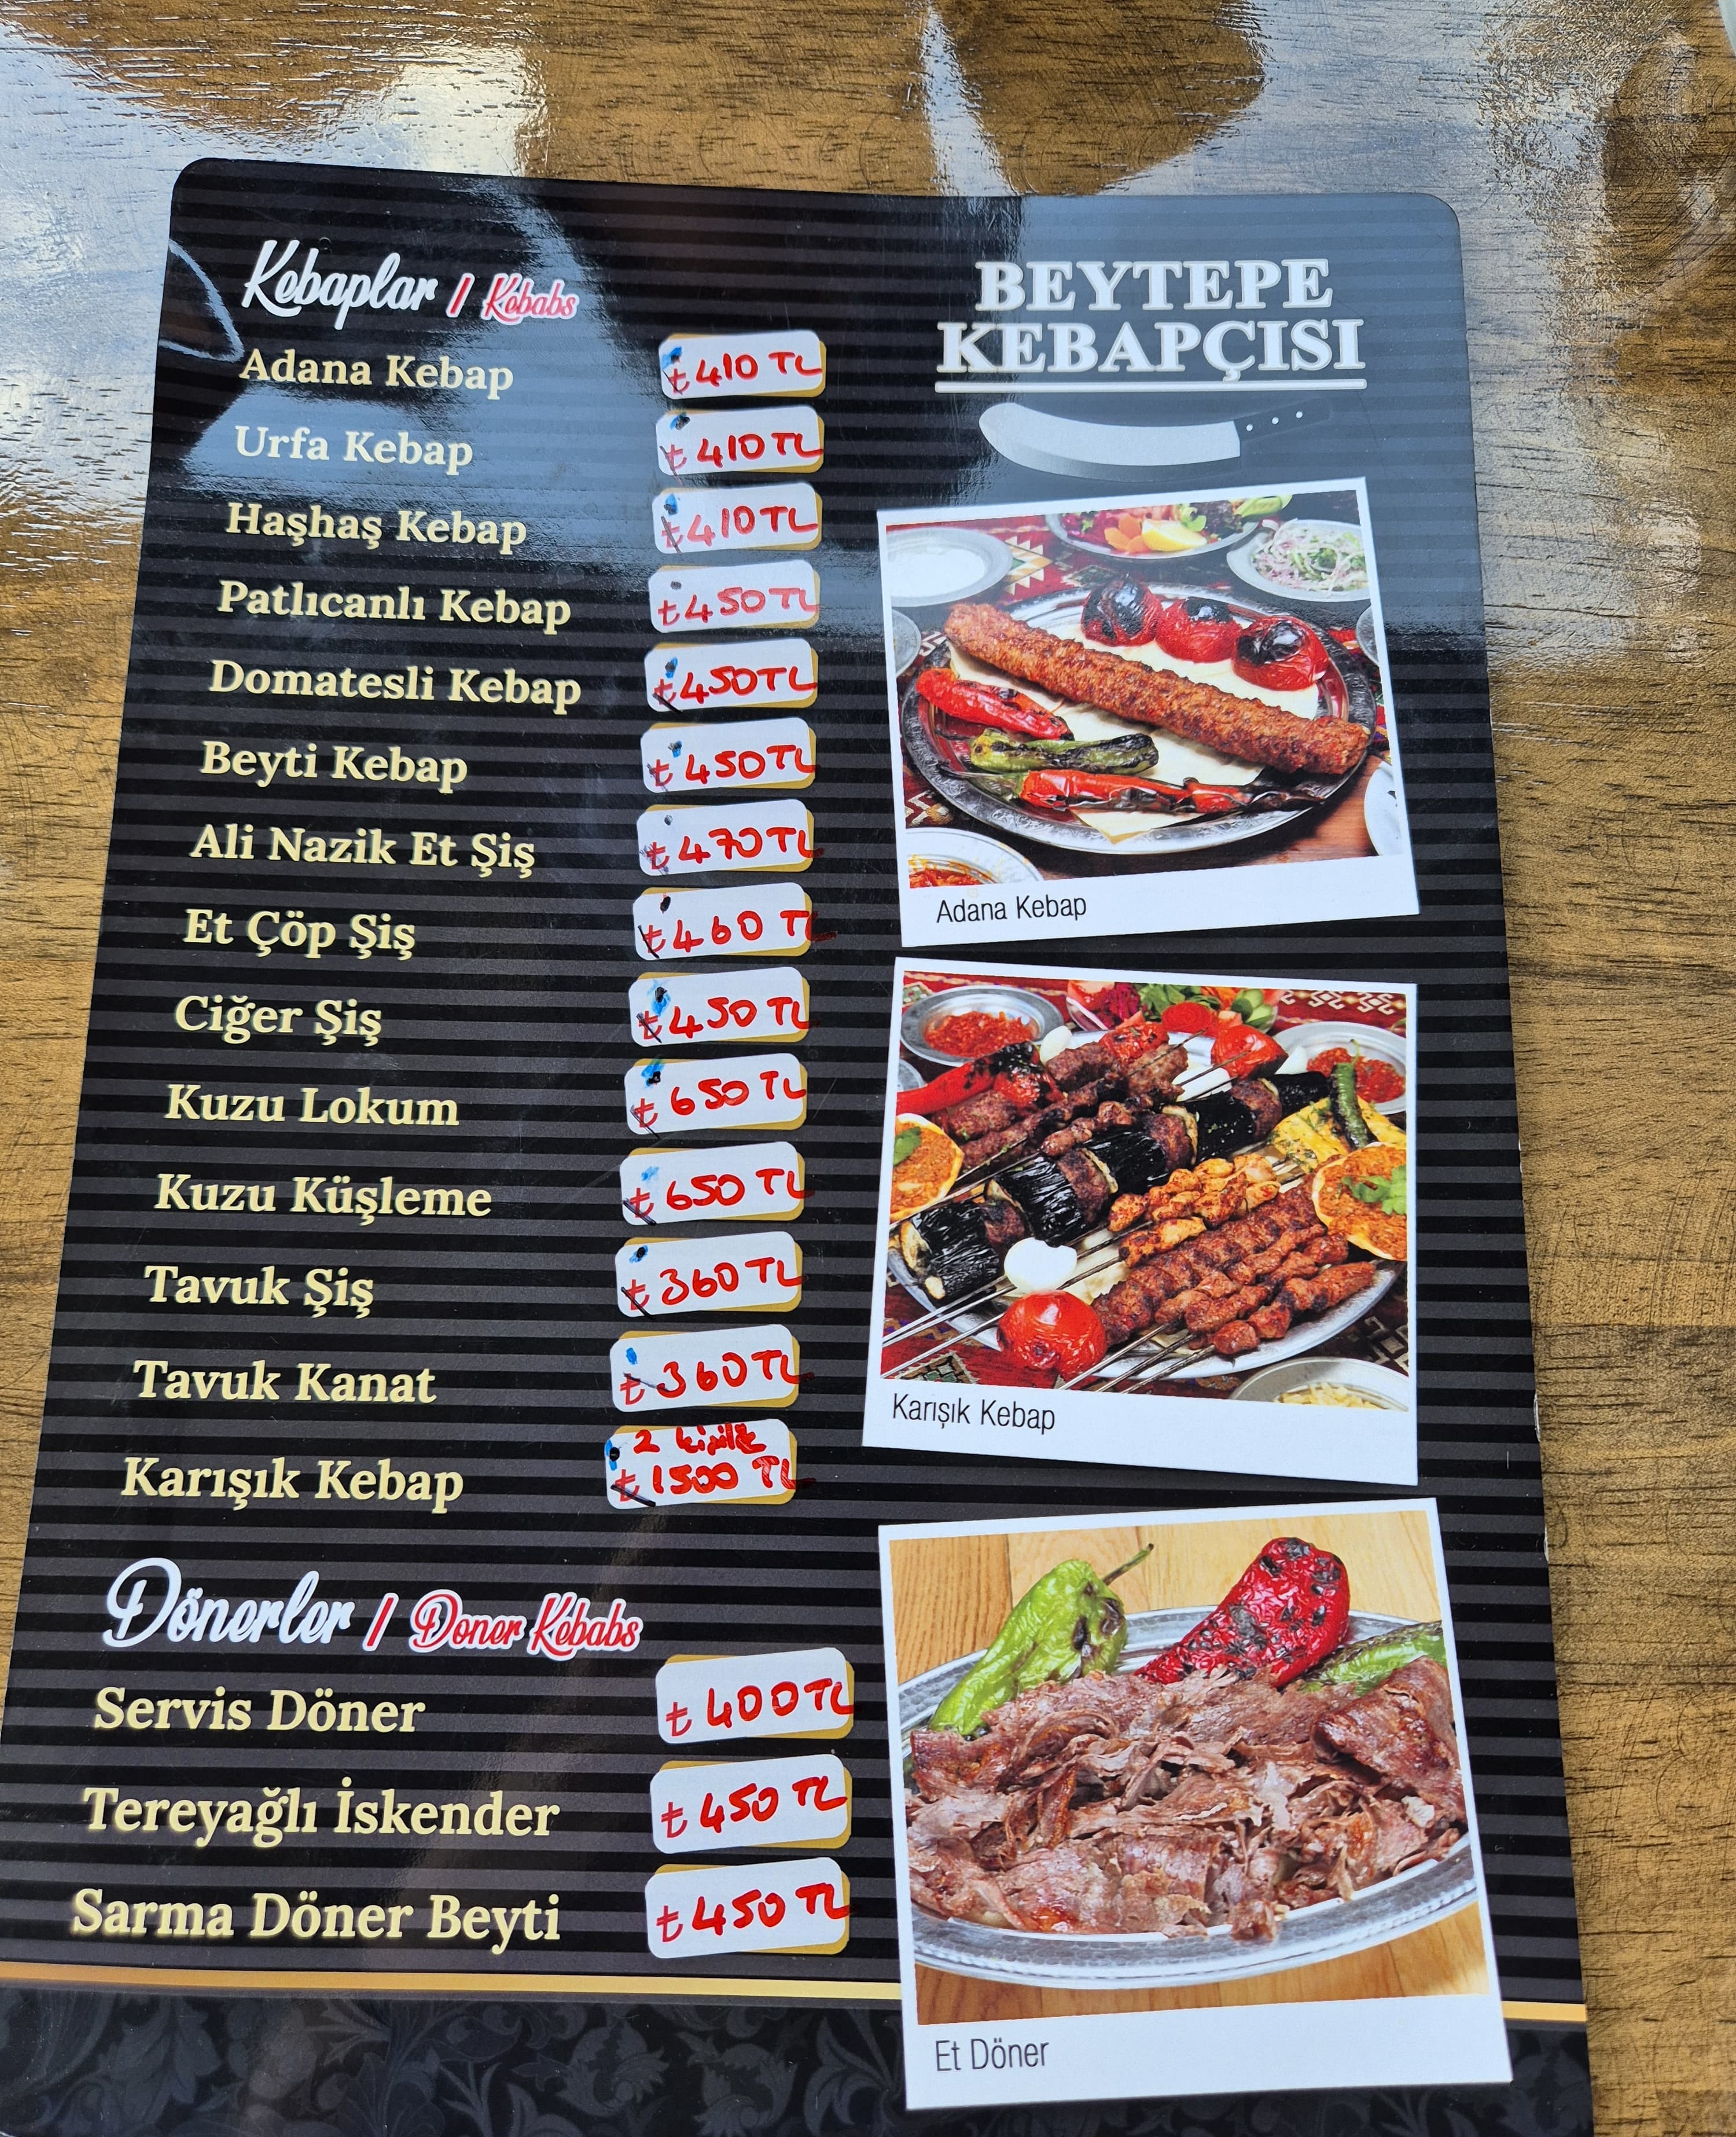 Kebaplar / Kebabs
Adana Kebap ₺410 TL
Urfa Kebap ₺410 TL
Haşhaş Kebap ₺410 TL
Patlıcanlı Kebap ₺450 TL
Domatesli Kebap ₺450 TL
Beyti Kebap ₺450 TL
Ali Nazik Et Şiş ₺470 TL
Et Çöp Şiş ₺460 TL
Ciğer Şiş ₺450 TL
Kuzu Lokum ₺650 TL
Kuzu Küşleme ₺650 TL
Tavuk Şiş ₺360 TL
Tavuk Kanat ₺360 TL
2 kişilik
Karışık Kebap ₺1500 TL
Dönerler / Doner Kebabs
Servis Döner ₺400 TL
Tereyağlı İskender ₺450 TL
Sarma Döner Beyti ₺450 TL
BEYTEPE
KEBAPÇISI
Adana Kebap
Karışık Kebap
Et Döner